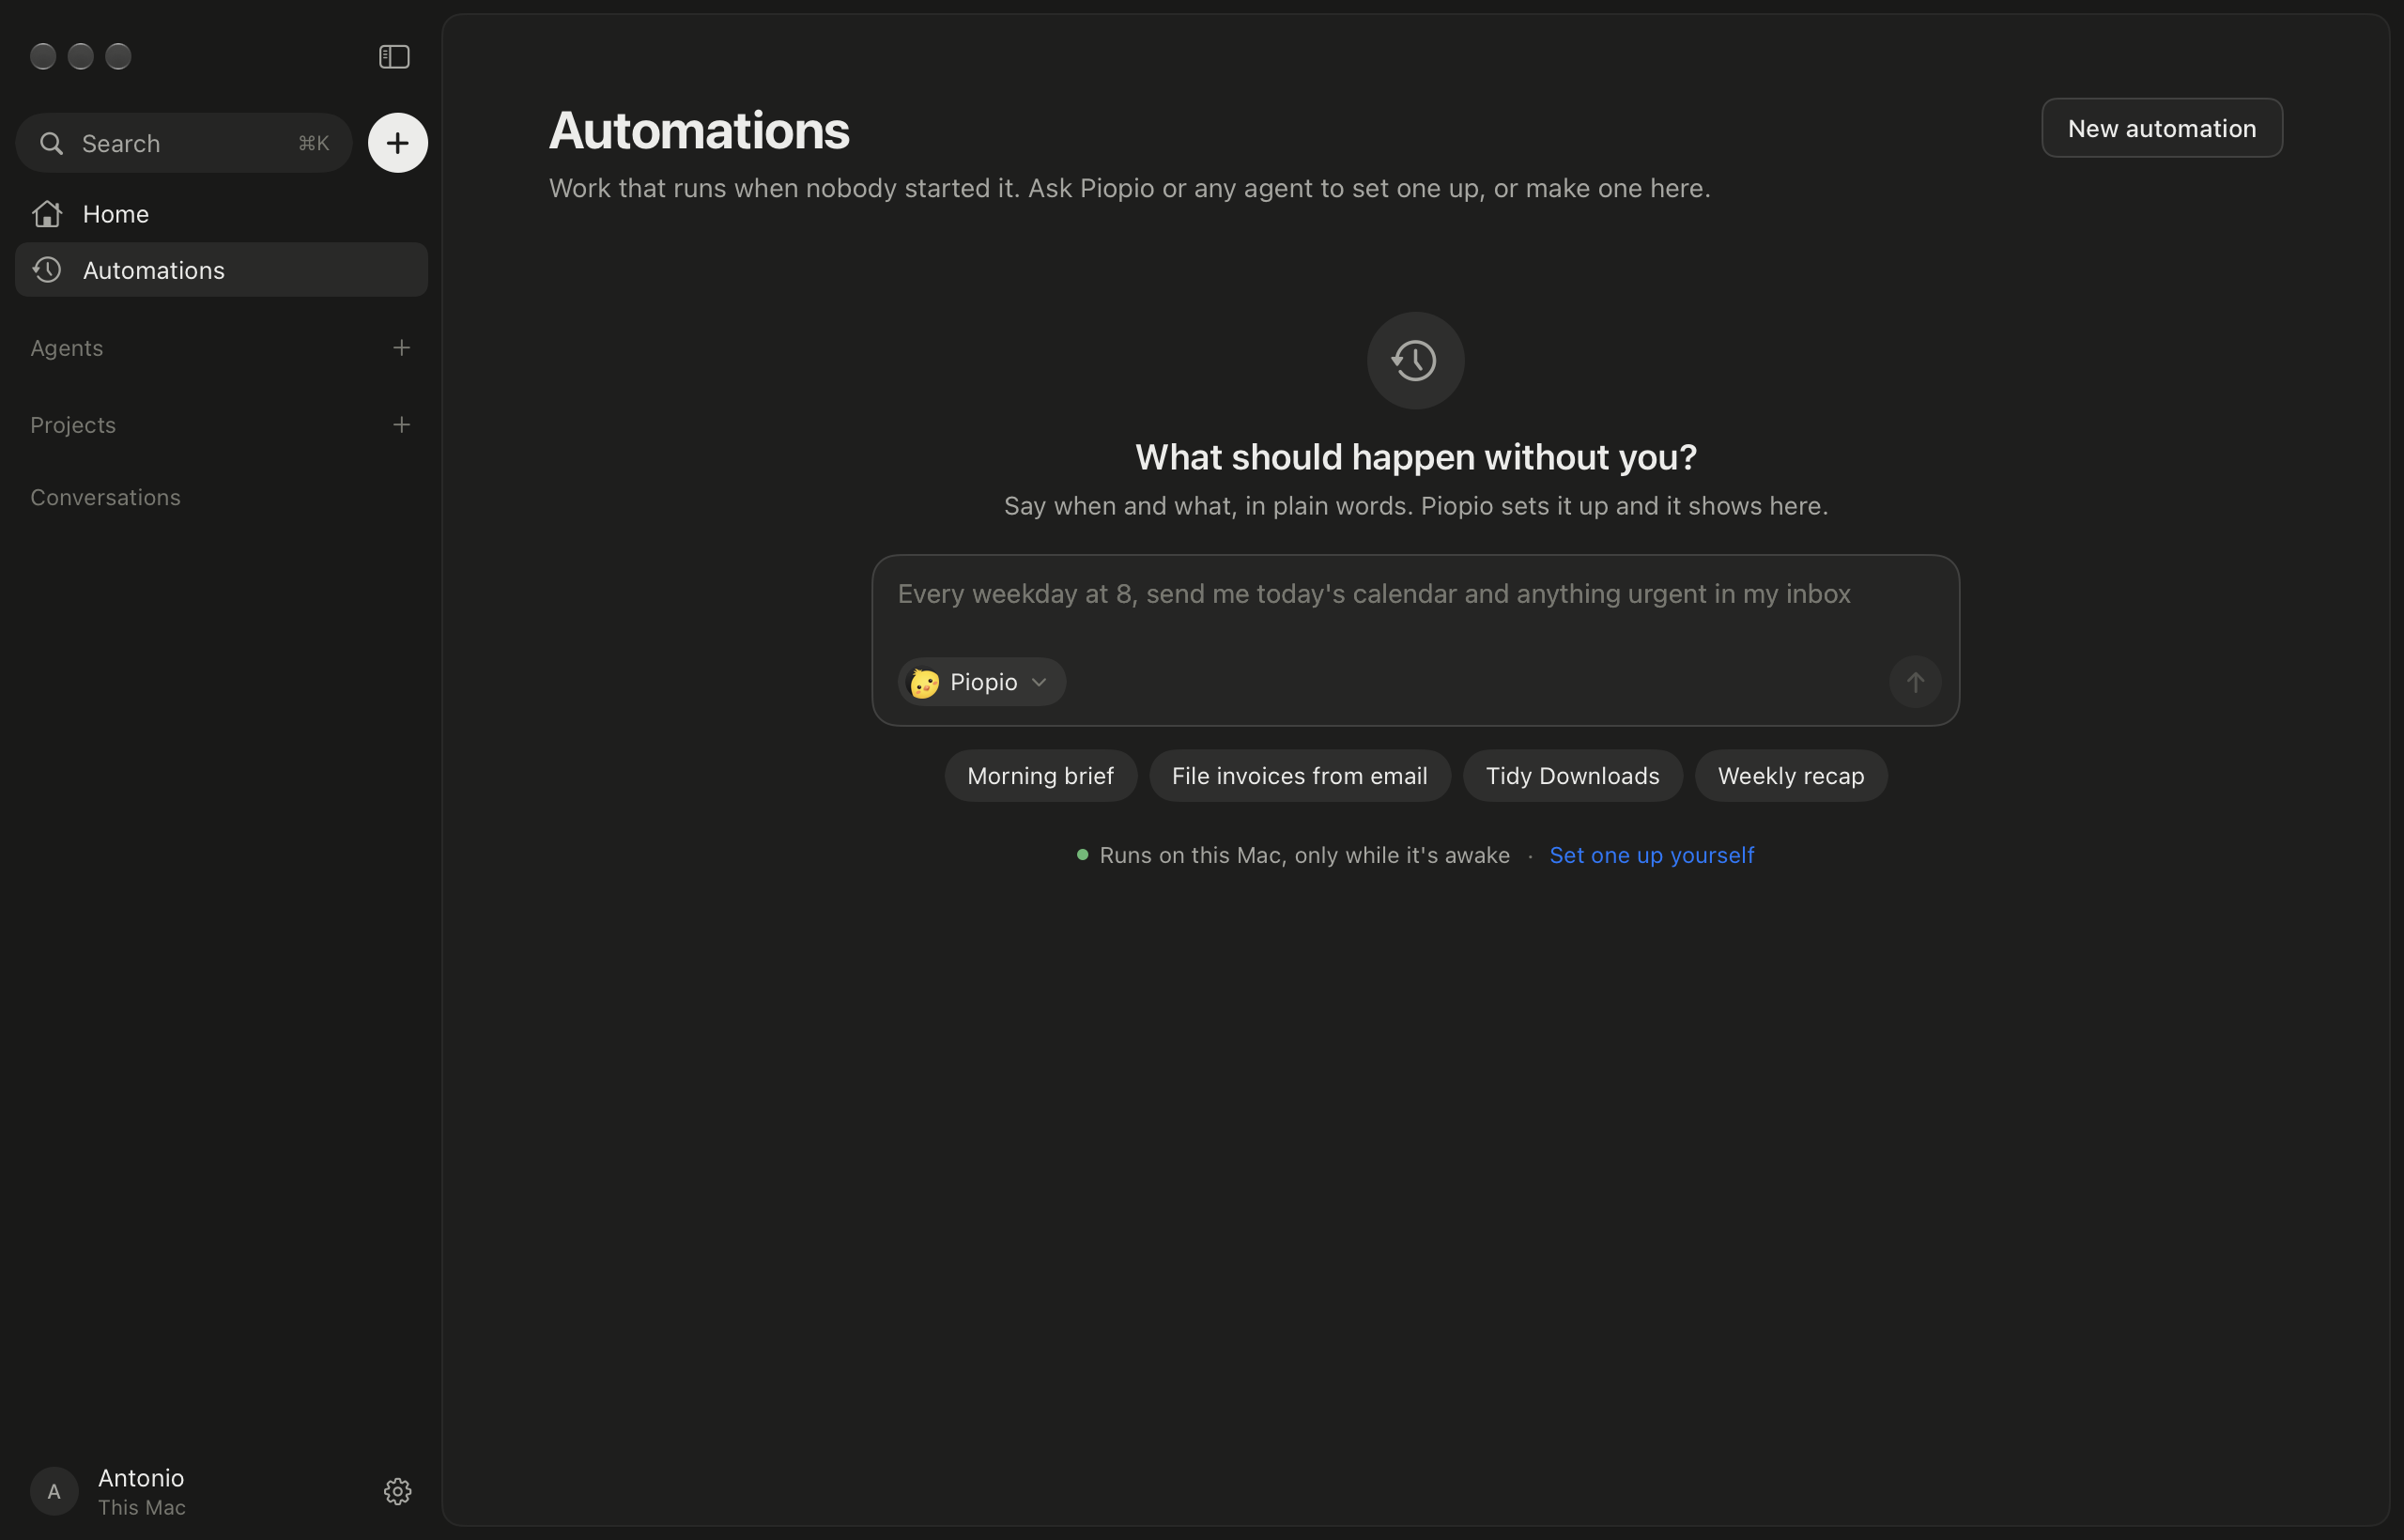 Search ⌘K
Home
Automations
Agents
Projects
Conversations
Antonio
This Mac
A
Automations
New automation
Work that runs when nobody started it. Ask Piopio or any agent to set one up, or make one here.
What should happen without you?
Say when and what, in plain words. Piopio sets it up and it shows here.
Every weekday at 8, send me today's calendar and anything urgent in my inbox
Piopio
Morning brief
File invoices from email
Tidy Downloads
Weekly recap
Runs on this Mac, only while it's awake · Set one up yourself